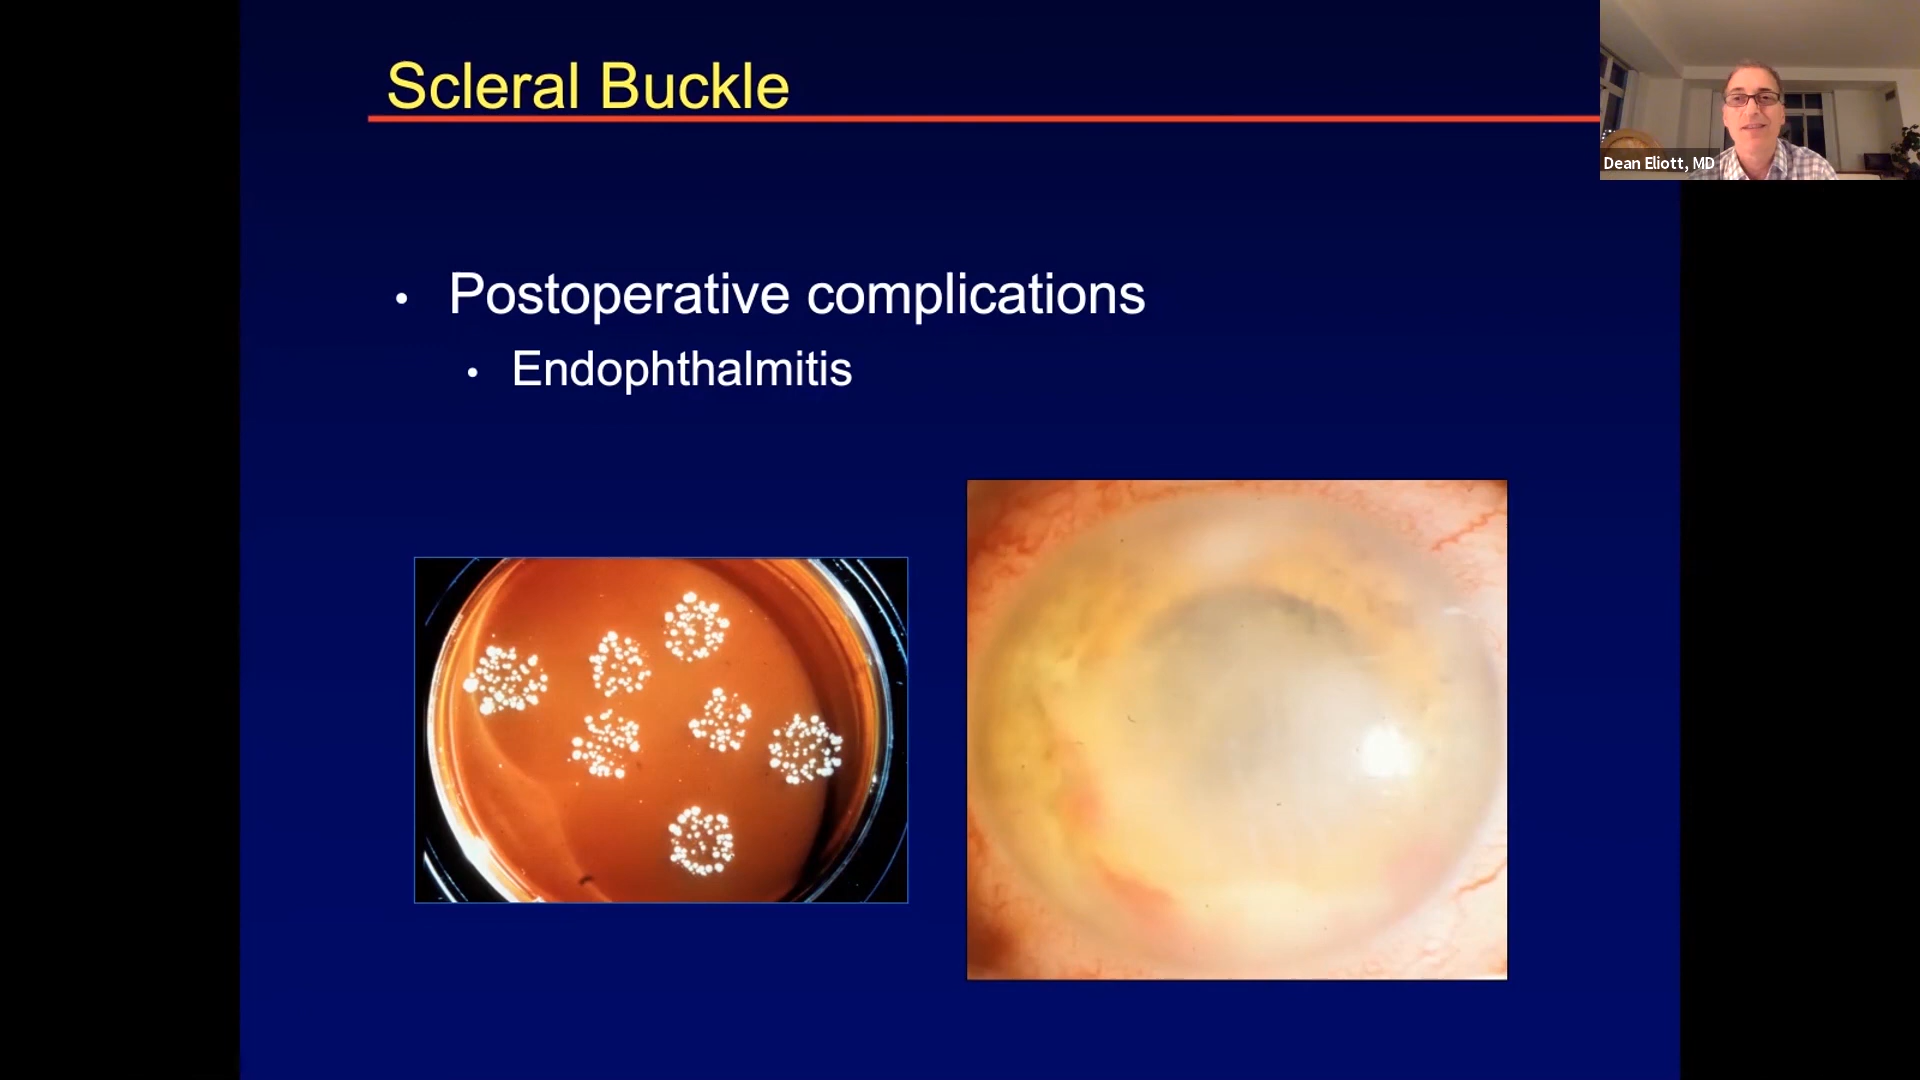 Scleral Buckle
Dean Eliott, MD
• Postoperative complications
• Endophthalmitis